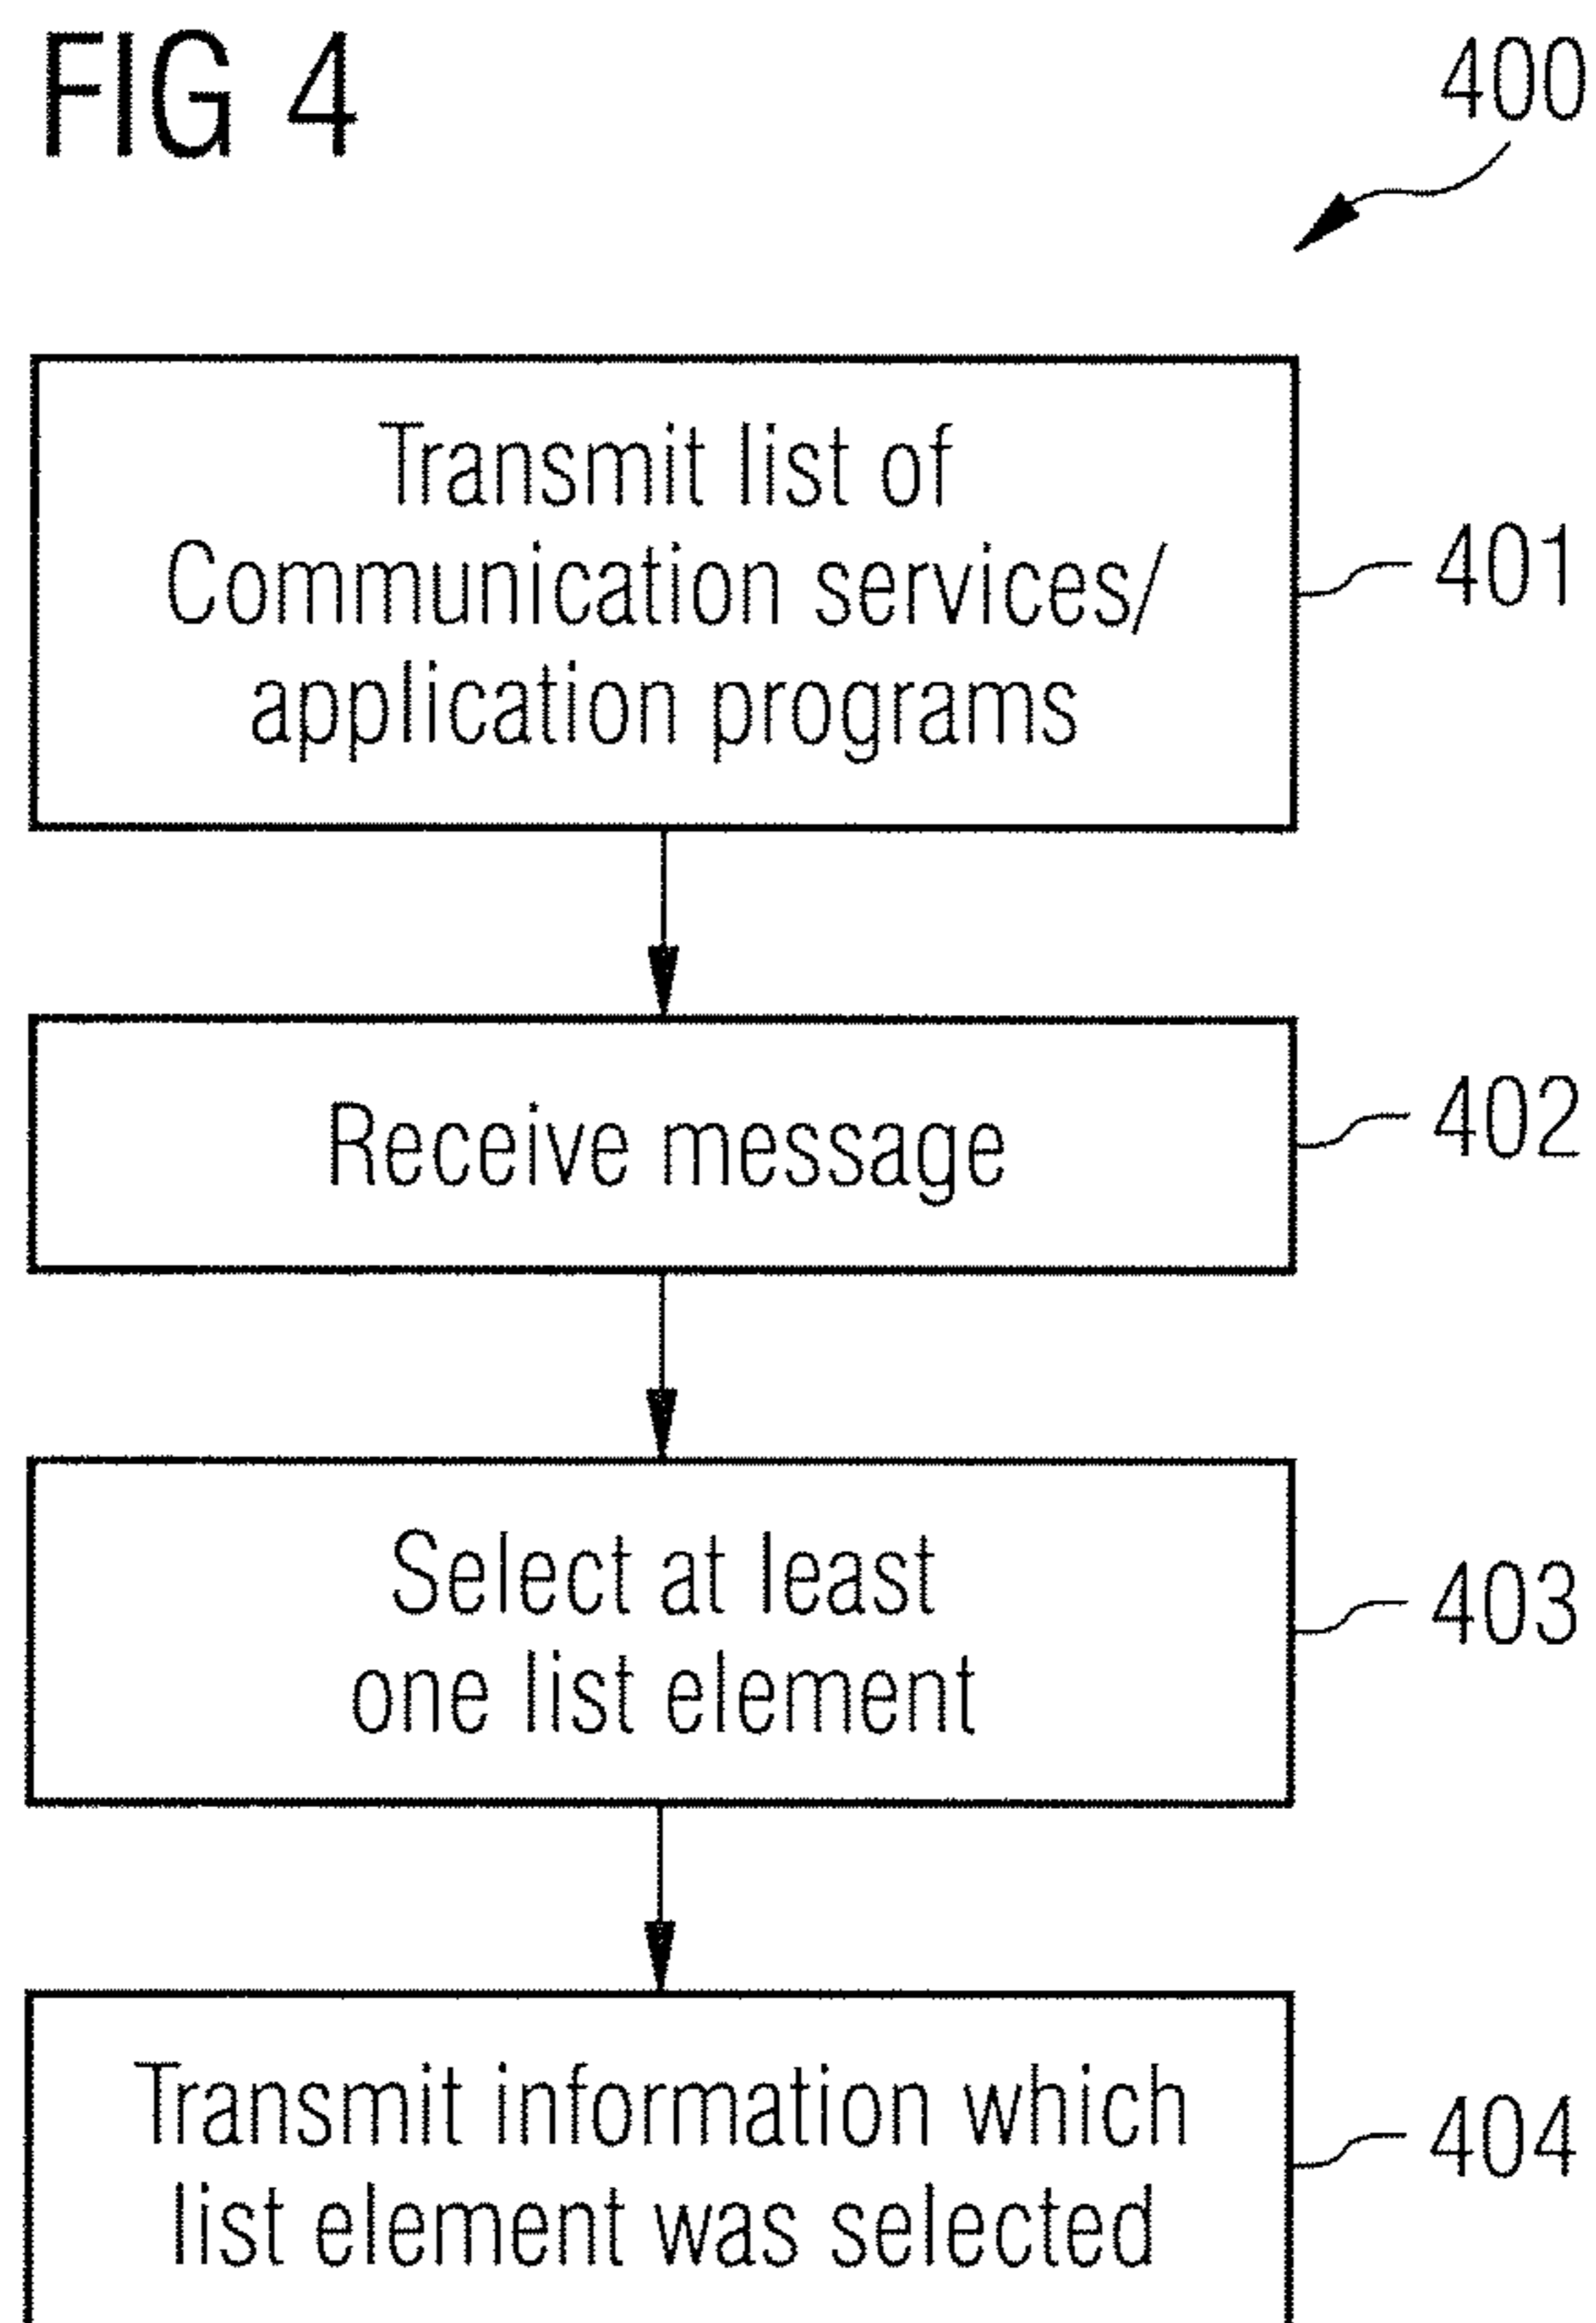 FIG 4
400
Transmit list of
Communication services/
application programs
401
Receive message
402
Select at least
one list element
403
Transmit information which
list element was selected
404